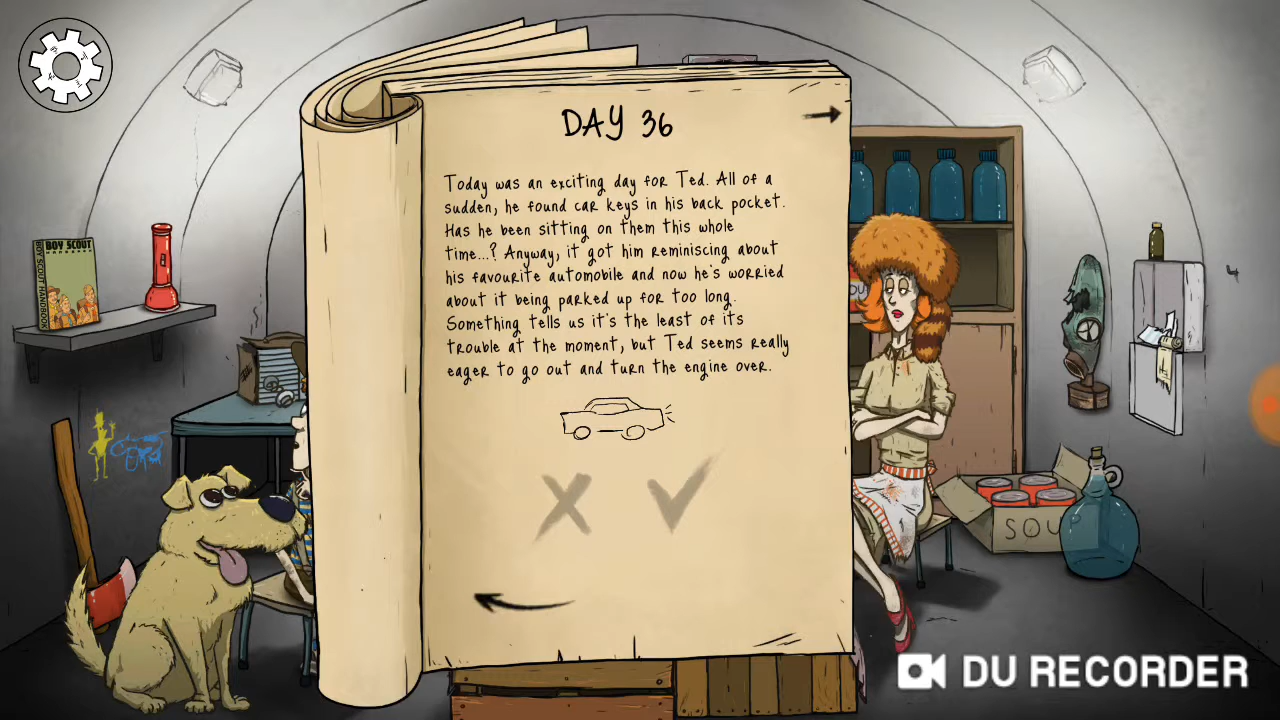 DAY 36
Today was an exciting day for Ted. All of a
sudden, he found car keys in his back pocket.
Has he been sitting on them this whole
time...? Anyway, it got him reminiscing about
his favourite automobile and now he's worried
about it being parked up for too long.
Something tells us it's the least of its
trouble at the moment, but Ted seems really
eager to go out and turn the engine over.
BOY SCOUT
BOY SCOUT HANDBOOK
SOU
SOU
DU RECORDER